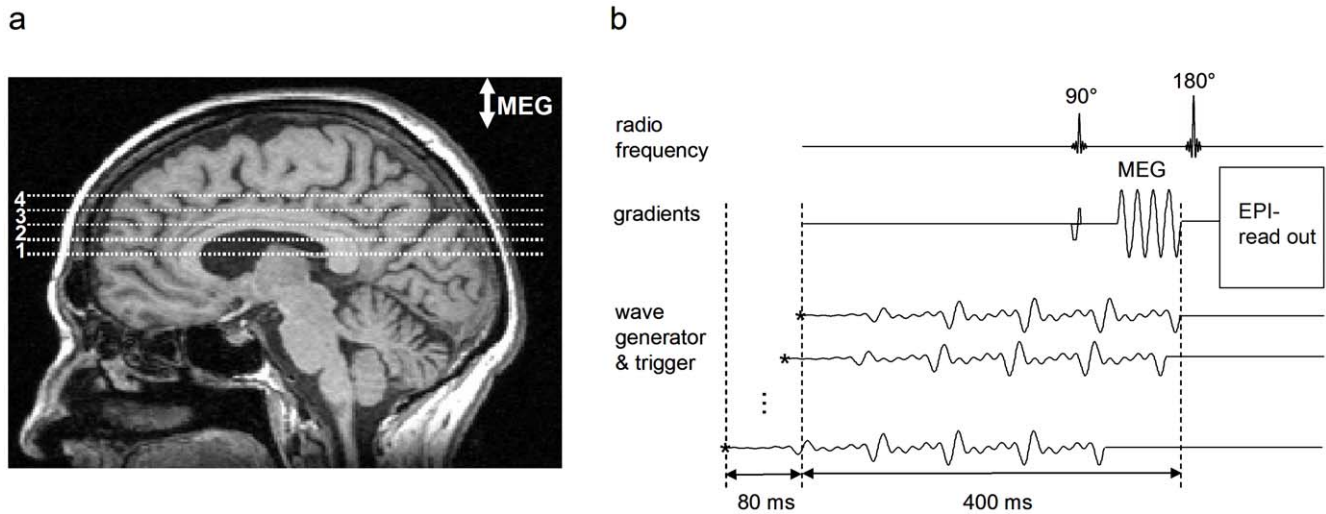 a
MEG
4
3
2
1
b
90°
180°
radio
frequency
MEG
gradients
EPI-
read out
wave
generator
& trigger
*
*
...
*
80 ms
400 ms